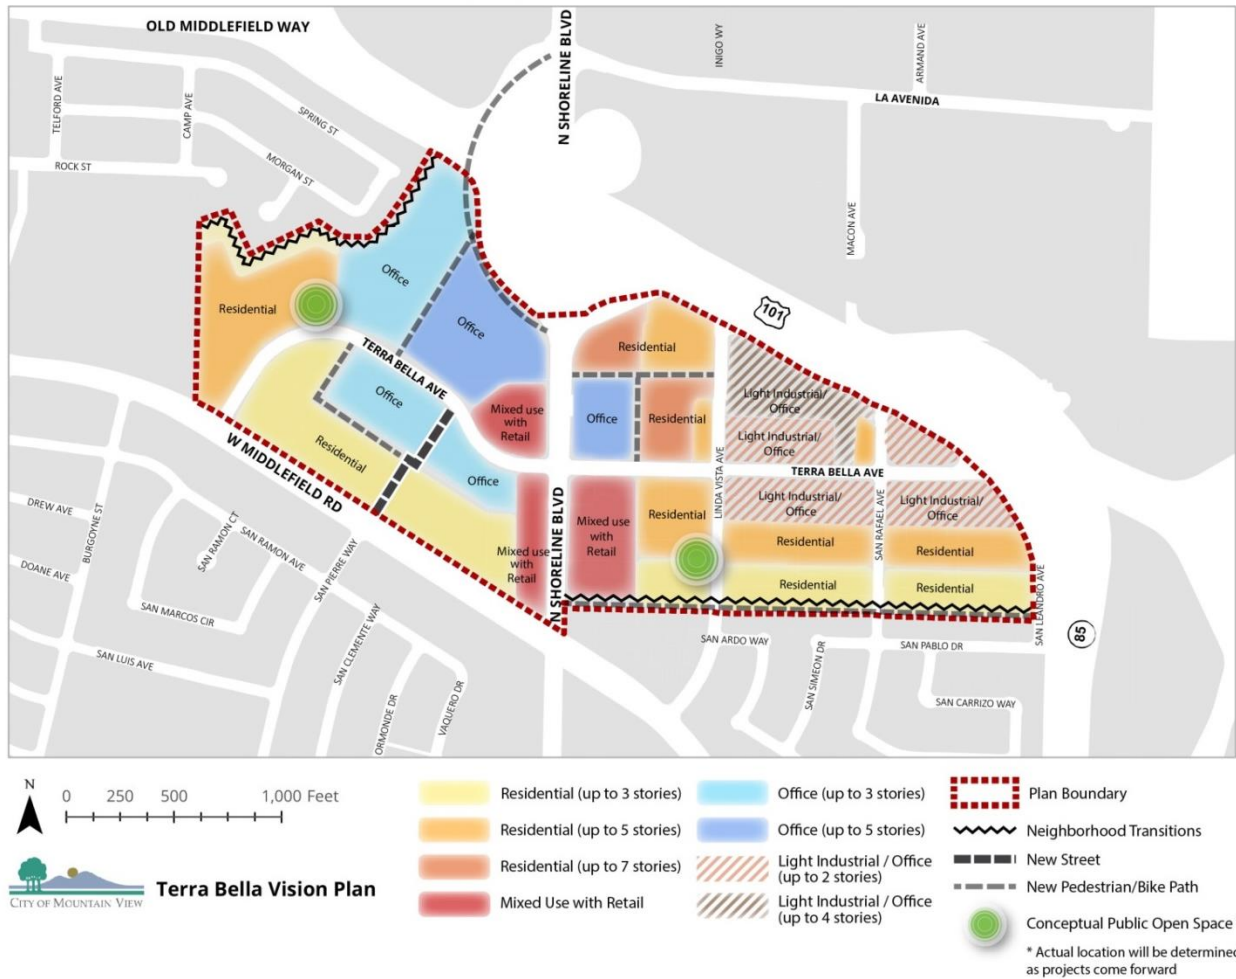 OLD MIDDLEFIELD WAY
N SHORELINE BLVD
INIGO WY
ARMAND AVE
LA AVENIDA
TELFORD AVE
CAMP AVE
SPRING ST
MORGAN ST
ROCK ST
MACON AVE
101
Office
Residential
Office
TERRA BELLA AVE
Residential
Office
Mixed use
with
Retail
Office
Residential
Light Industrial/
Office
Light Industrial/
Office
Residential
W MIDDLEFIELD RD
Office
TERRA BELLA AVE
LINDA VISTA AVE
Light Industrial/
Office
SAN RAFAEL AVE
Light Industrial/
Office
Mixed use
with
Retail
Residential
Residential
Residential
Mixed use
with
Retail
N SHORELINE BLVD
Residential
Residential
DREW AVE
BURGOYNE ST
SAN RAMON CT
SAN RAMON AVE
DOANE AVE
SAN PIERRE WAY
SAN MARCOS CIR
SAN CLEMENTE WAY
SAN LUIS AVE
ORMONDE DR
VAQUERO DR
SAN ARDO WAY
SAN SIMEON DR
SAN PABLO DR
SAN LEANDRO AVE
85
SAN CARRIZO WAY
N
0 250 500 1,000 Feet
CITY OF MOUNTAIN VIEW
Terra Bella Vision Plan
Residential (up to 3 stories)
Residential (up to 5 stories)
Residential (up to 7 stories)
Mixed Use with Retail
Office (up to 3 stories)
Office (up to 5 stories)
Light Industrial / Office
(up to 2 stories)
Light Industrial / Office
(up to 4 stories)
Plan Boundary
Neighborhood Transitions
New Street
New Pedestrian/Bike Path
Conceptual Public Open Space
* Actual location will be determined
as projects come forward